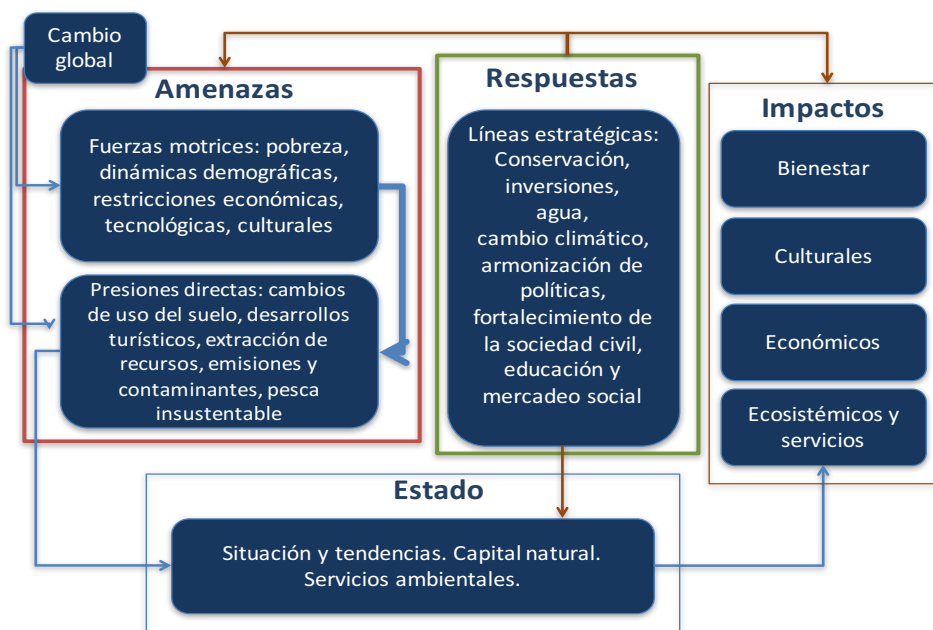 Cambio
global
Amenazas
Fuerzas motrices: pobreza,
dinámicas demográficas,
restricciones económicas,
tecnológicas, culturales
Presiones directas: cambios
de uso del suelo, desarrollos
turísticos, extracción de
recursos, emisiones y
contaminantes, pesca
insustentable
Respuestas
Líneas estratégicas:
Conservación,
inversiones,
agua,
cambio climático,
armonización de
políticas,
fortalecimiento de
la sociedad civil,
educación y
mercadeo social
Impactos
Bienestar
Culturales
Económicos
Ecosistémicos y
servicios
Estado
Situación y tendencias. Capital natural.
Servicios ambientales.